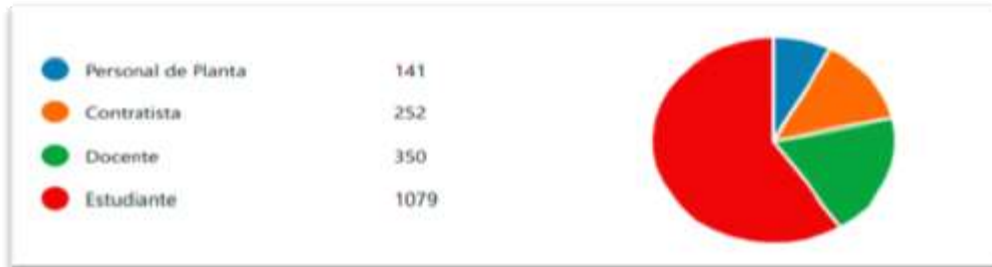 Personal de Planta 141
Contratista 252
Docente 350
Estudiante 1079